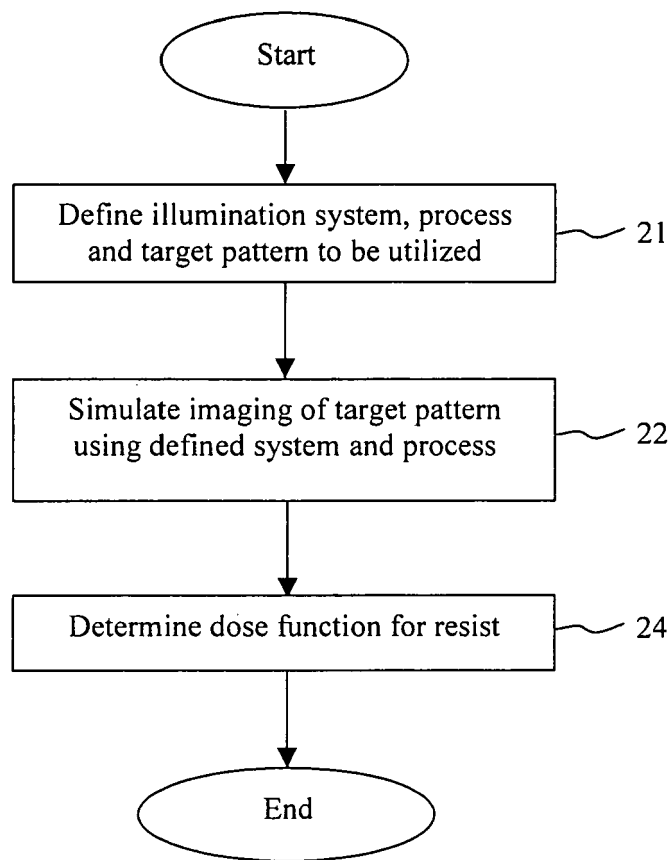 Start
Define illumination system, process
and target pattern to be utilized
21
Simulate imaging of target pattern
using defined system and process
22
Determine dose function for resist
24
End